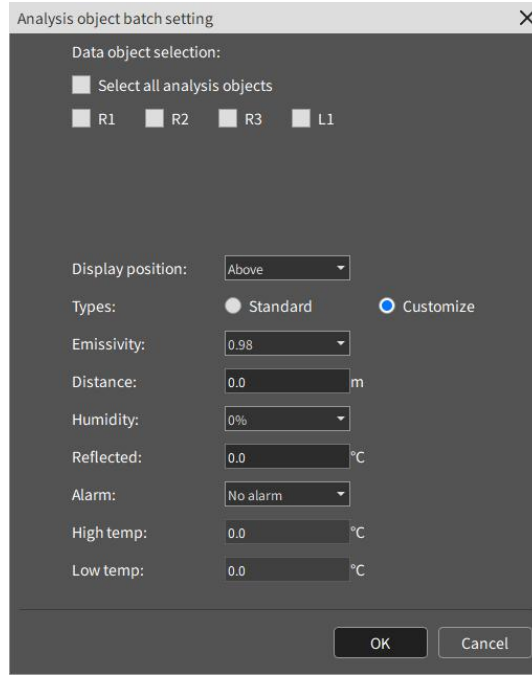 Analysis object batch setting
Data object selection:
Select all analysis objects
R1 R2 R3 L1
Display position: Above
Types: Standard Customize
Emissivity: 0.98
Distance: 0.0 m
Humidity: 0%
Reflected: 0.0 °C
Alarm: No alarm
High temp: 0.0 °C
Low temp: 0.0 °C
OK Cancel